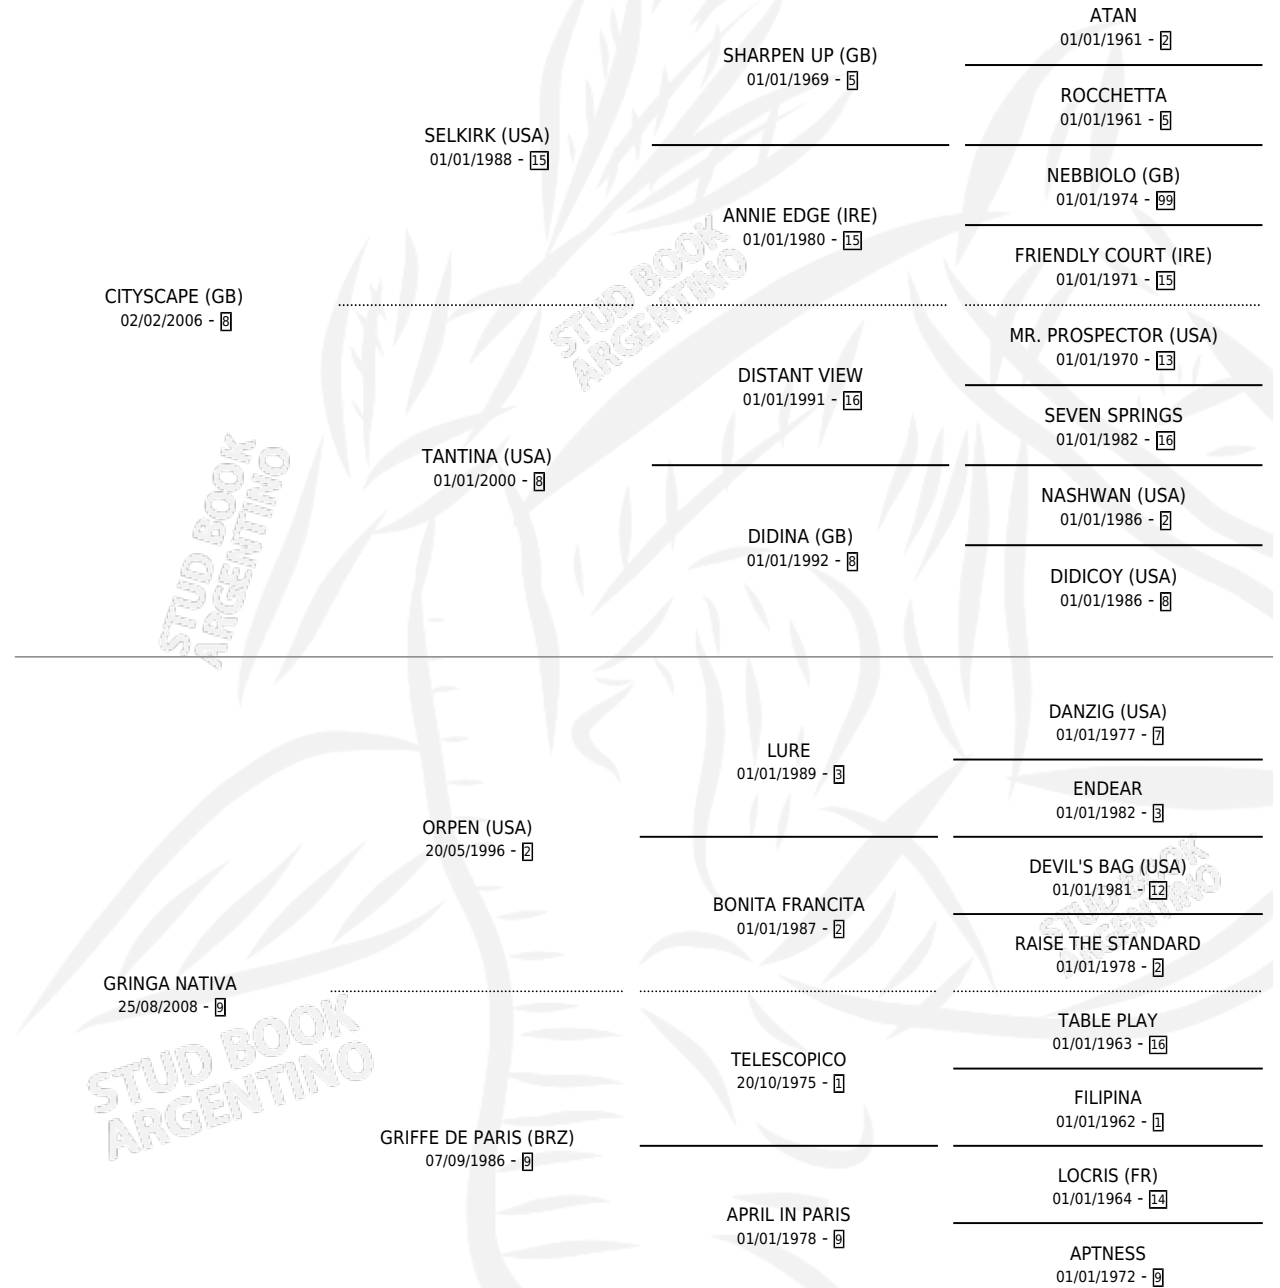 ATAN
01/01/1961 - 2
SHARPEN UP (GB)
01/01/1969 - 5
ROCCHETTA
01/01/1961 - 5
SELKIRK (USA)
01/01/1988 - 15
NEBBIOLO (GB)
01/01/1974 - 99
ANNIE EDGE (IRE)
01/01/1980 - 15
FRIENDLY COURT (IRE)
01/01/1971 - 15
CITYSCAPE (GB)
02/02/2006 - 8
MR. PROSPECTOR (USA)
01/01/1970 - 13
DISTANT VIEW
01/01/1991 - 16
SEVEN SPRINGS
01/01/1982 - 16
TANTINA (USA)
01/01/2000 - 8
NASHWAN (USA)
01/01/1986 - 2
DIDINA (GB)
01/01/1992 - 8
DIDICOY (USA)
01/01/1986 - 8
DANZIG (USA)
01/01/1977 - 7
LURE
01/01/1989 - 3
ENDEAR
01/01/1982 - 3
ORPEN (USA)
20/05/1996 - 2
DEVIL'S BAG (USA)
01/01/1981 - 12
BONITA FRANCITA
01/01/1987 - 2
RAISE THE STANDARD
01/01/1978 - 2
GRINGA NATIVA
25/08/2008 - 9
TABLE PLAY
01/01/1963 - 16
TELESCOPICO
20/10/1975 - 1
FILIPINA
01/01/1962 - 1
GRIFFE DE PARIS (BRZ)
07/09/1986 - 9
LOCRIS (FR)
01/01/1964 - 14
APRIL IN PARIS
01/01/1978 - 9
APTNESS
01/01/1972 - 9
STUD BOOK
ARGENTINO
STUD BOOK
ARGENTINO
STUD BOOK
ARGENTINO
STUD BOOK
ARGENTINO